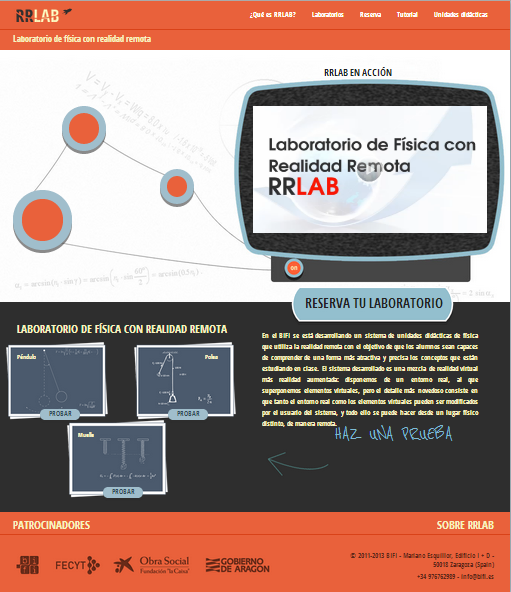 RRLAB
¿Qué es RRLAB? Laboratorios Reserva Tutorial Unidades didácticas
Laboratorio de física con realidad remota
RRLAB EN ACCIÓN
Laboratorio de Física con
Realidad Remota
RRLAB
on
RESERVA TU LABORATORIO
LABORATORIO DE FÍSICA CON REALIDAD REMOTA
Péndulo
PROBAR
Polea
PROBAR
Muelle
PROBAR
En el BIFI se está desarrollando un sistema de unidades didácticas de física
que utiliza la realidad remota con el objetivo de que los alumnos sean capaces
de comprender de una forma más atractiva y precisa los conceptos que están
estudiando en clase. El sistema desarrollado es una mezcla de realidad virtual
más realidad aumentada: disponemos de un entorno real, al que
superponemos elementos virtuales, pero el detalle más novedoso consiste en
que tanto el entorno real como los elementos virtuales pueden ser modificados
por el usuario del sistema, y todo ello se puede hacer desde un lugar físico
distinto, de manera remota.
HAZ UNA PRUEBA
PATROCINADORES
SOBRE RRLAB
FECYT
Obra Social
Fundación "la Caixa"
GOBIERNO
DE ARAGON
© 2011-2013 BIFI - Mariano Esquillor, Edificio I + D -
50018 Zaragoza (Spain)
+34 976762989 - info@bifi.es